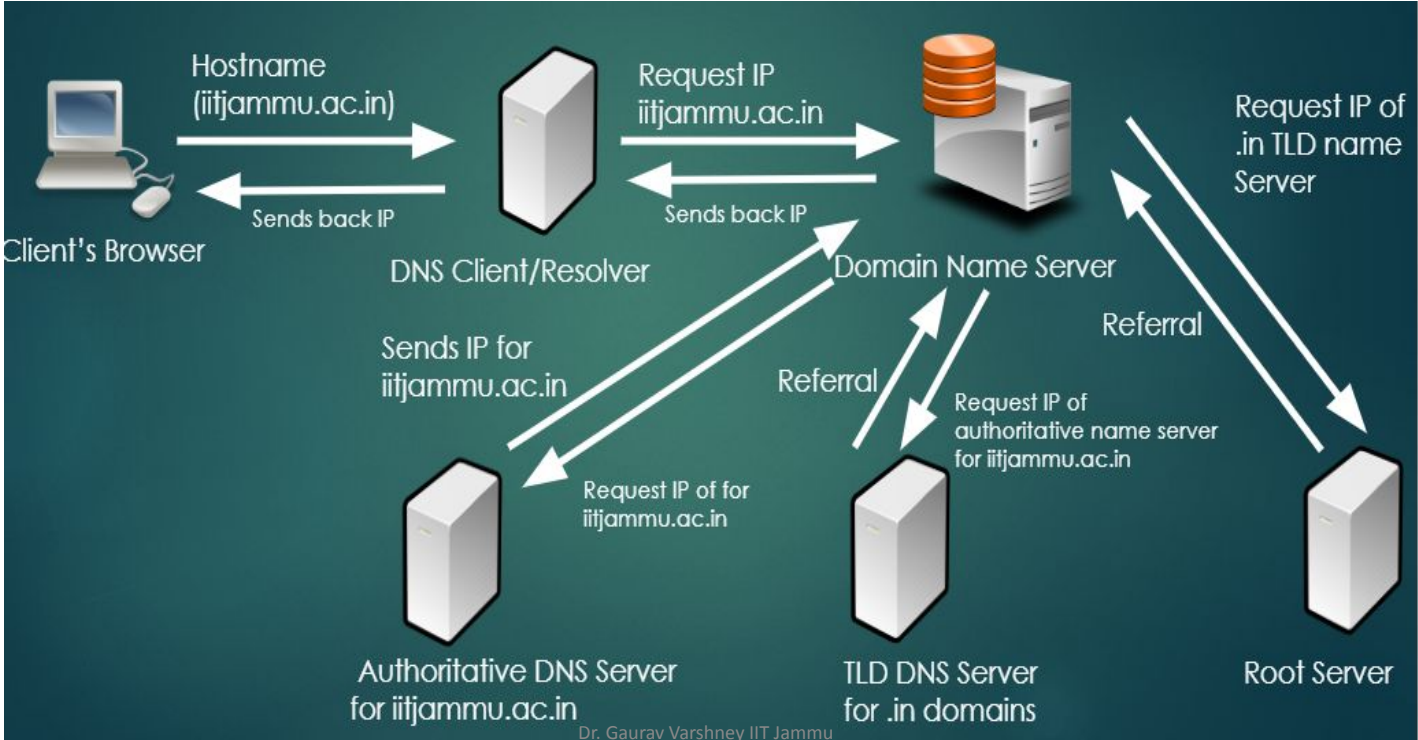 Hostname
(iitjammu.ac.in)
Sends back IP
Client's Browser
DNS Client/Resolver
Request IP
iitjammu.ac.in
Sends back IP
Domain Name Server
Request IP of
.in TLD name
Server
Referral
Sends IP for
iitjammu.ac.in
Request IP of for
iitjammu.ac.in
Referral
Request IP of
authoritative name server
for iitjammu.ac.in
Authoritative DNS Server
for iitjammu.ac.in
TLD DNS Server
for .in domains
Root Server
Dr. Gaurav Varshney IIT Jammu